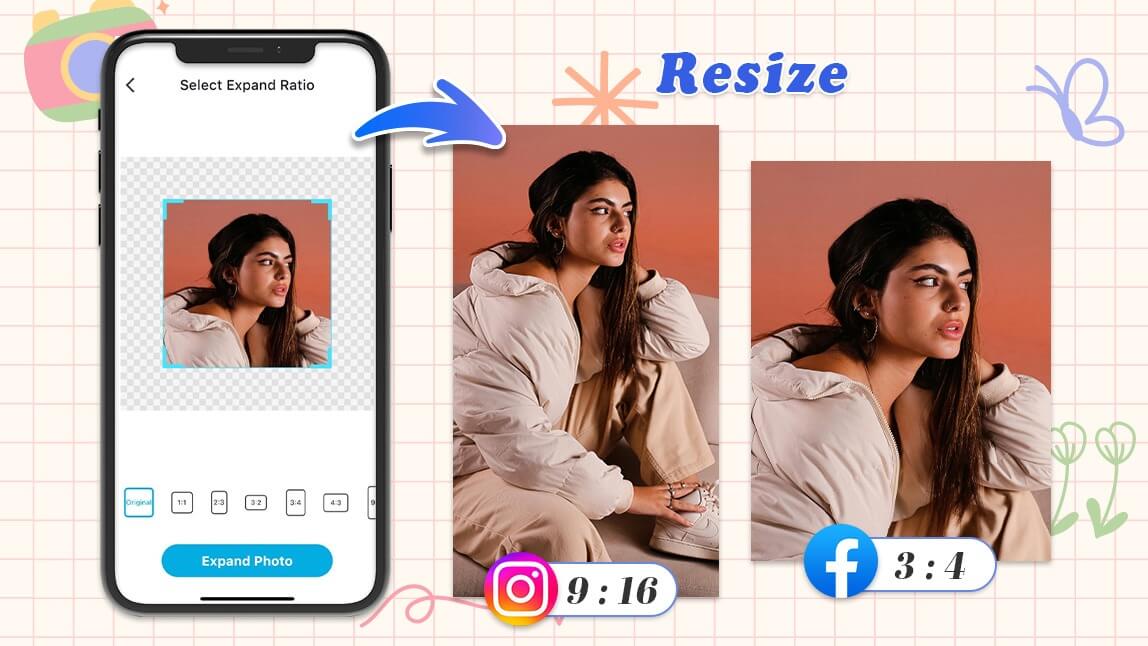 Select Expand Ratio
Original
1:1
2:3
3:2
3:4
4:3
Expand Photo
Resize
9 : 16
3 : 4